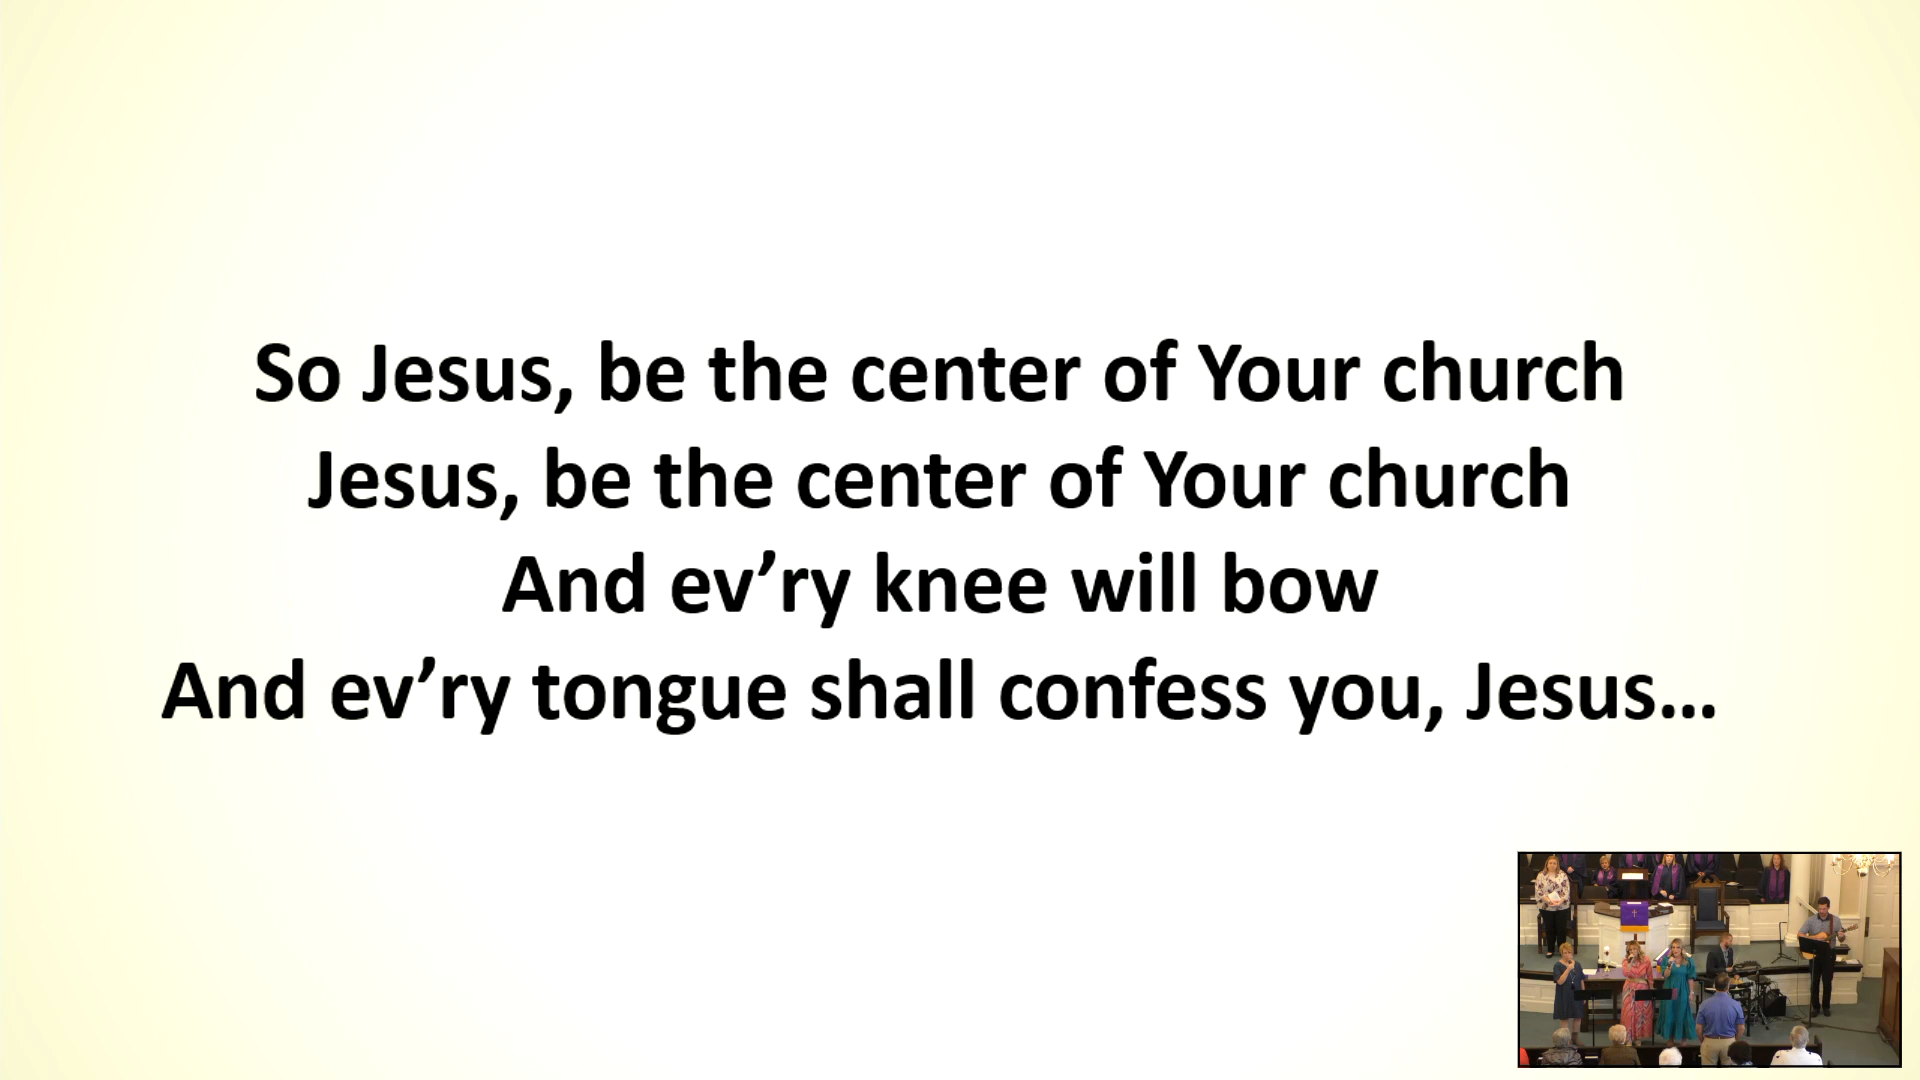 So Jesus, be the center of Your church
Jesus, be the center of Your church
And ev’ry knee will bow
And ev’ry tongue shall confess you, Jesus...